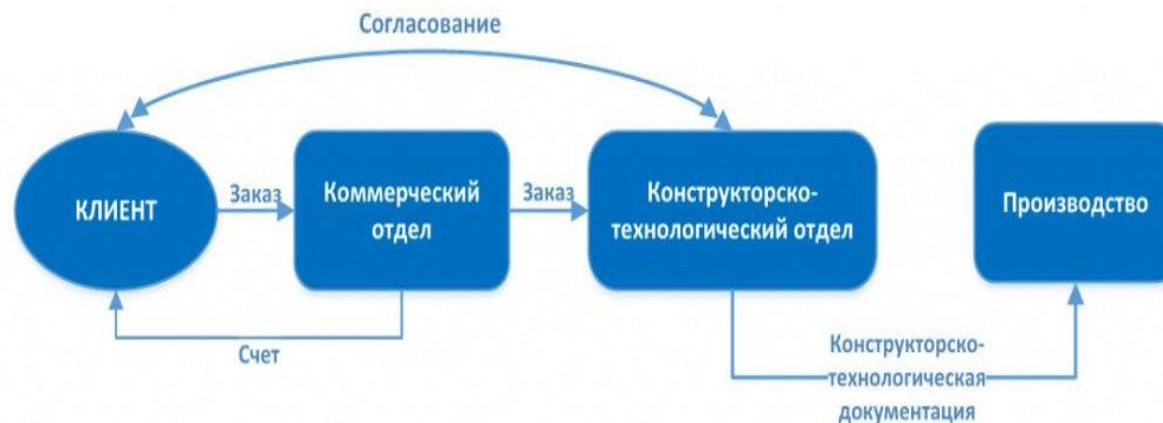 Согласование
КЛИЕНТ
Заказ
Коммерческий
отдел
Заказ
Конструкторско-
технологический отдел
Производство
Счет
Конструкторско-
технологическая
документация